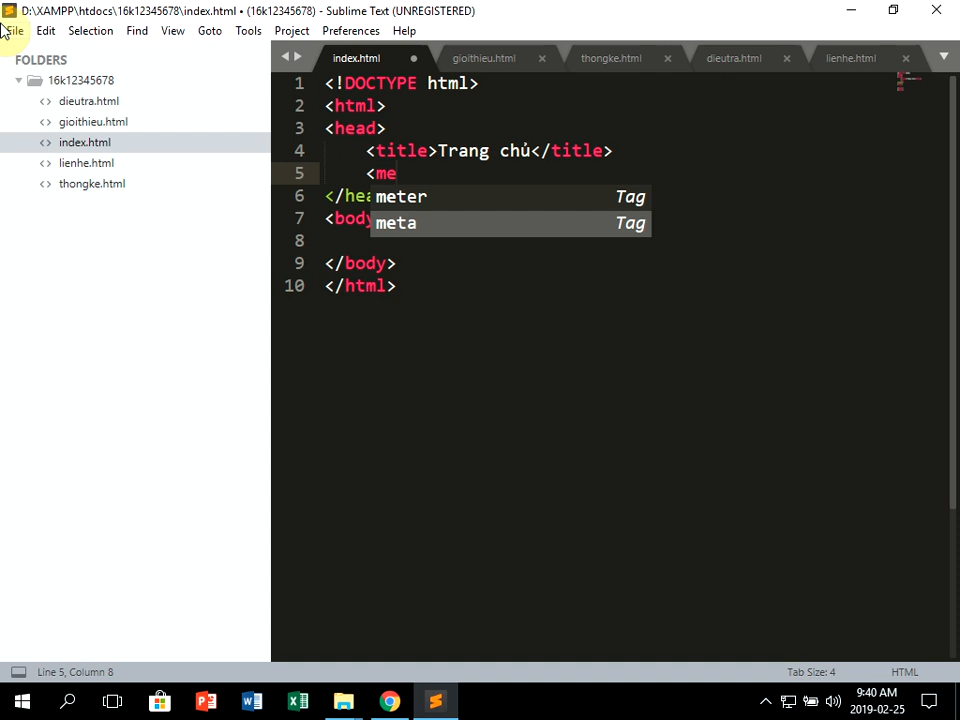 D:\XAMPP\htdocs\16k12345678\index.html • (16k12345678) - Sublime Text (UNREGISTERED)
File Edit Selection Find View Goto Tools Project Preferences Help
FOLDERS
16k12345678
dieutra.html
gioithieu.html
index.html
lienhe.html
thongke.html
index.html gioithieu.html thongke.html dieutra.html lienhe.html
1 <!DOCTYPE html>
2 <html>
3 <head>
4 <title>Trang chủ</title>
5 <me
6 </hea
meter Tag
7 <body
meta Tag
8
9 </body>
10 </html>
Line 5, Column 8 Tab Size: 4 HTML
9:40 AM
2019-02-25